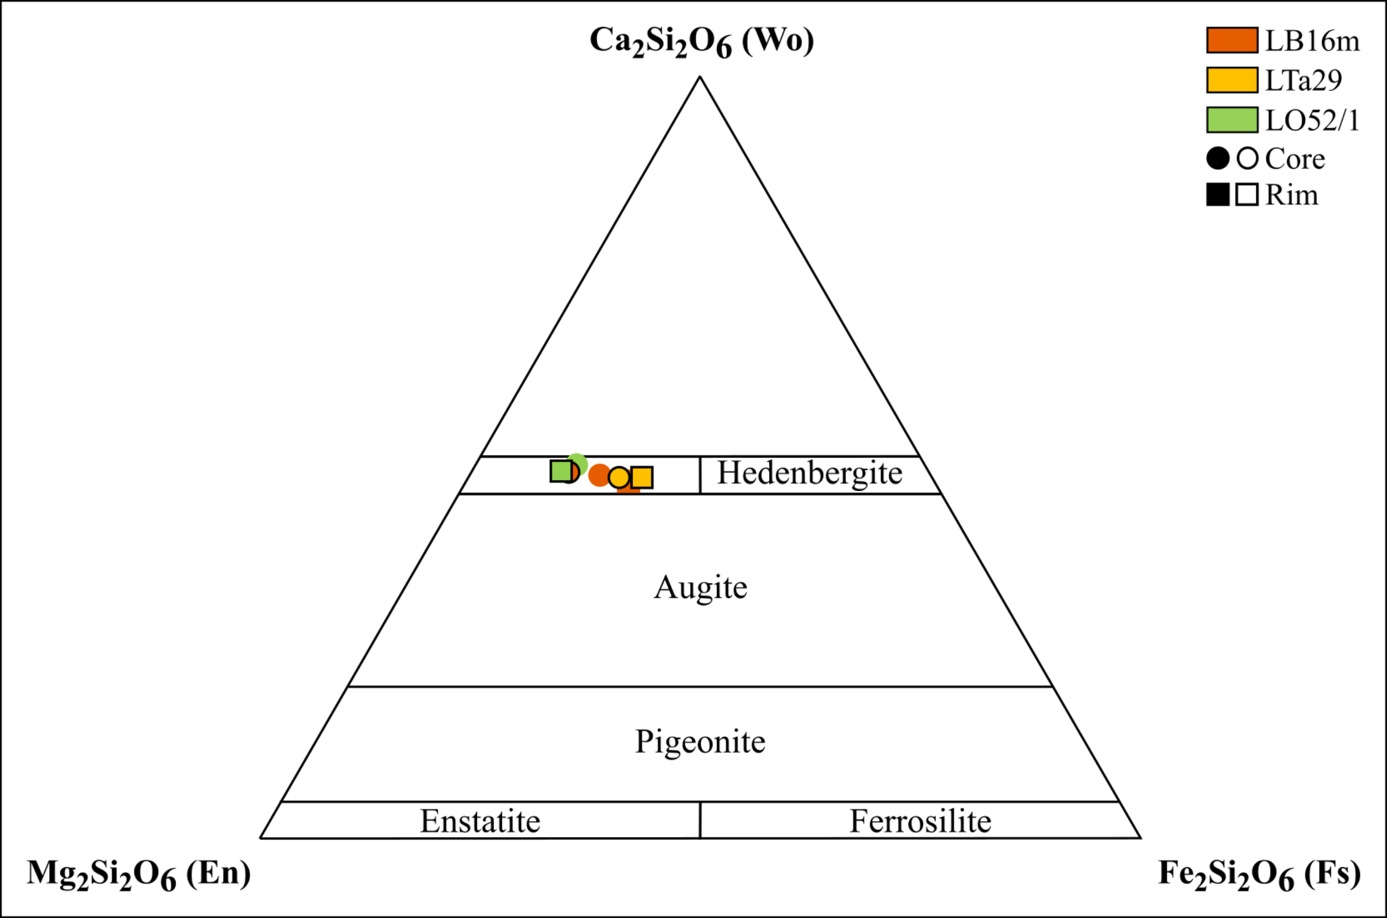 Ca₂Si₂O₆ (Wo)
LB16m
LTa29
LO52/1
Core
Rim
Hedenbergite
Augite
Pigeonite
Enstatite
Ferrosilite
Mg₂Si₂O₆ (En)
Fe₂Si₂O₆ (Fs)